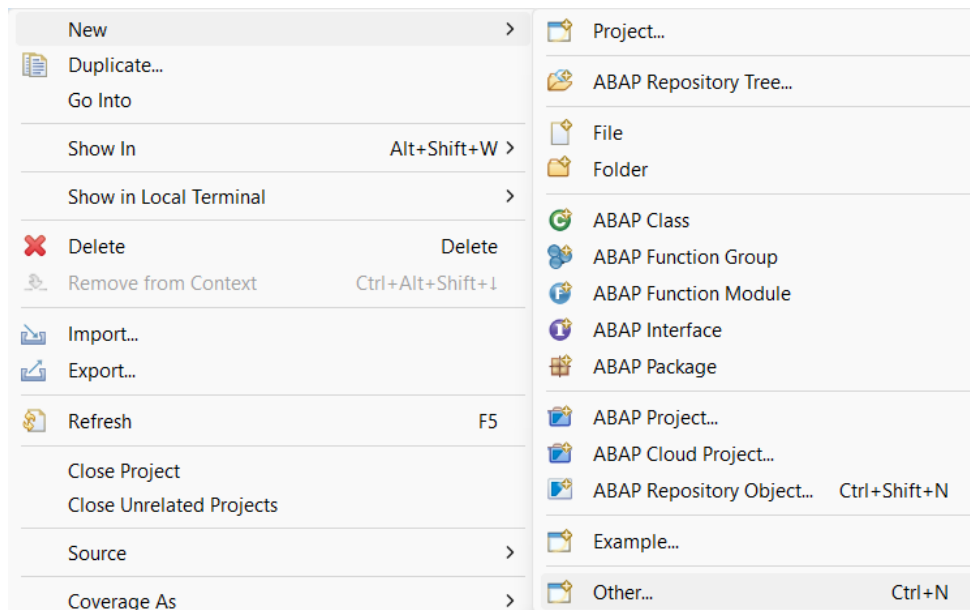 New
Duplicate...
Go Into
Show In Alt+Shift+W
Show in Local Terminal
Delete Delete
Remove from Context Ctrl+Alt+Shift+↓
Import...
Export...
Refresh F5
Close Project
Close Unrelated Projects
Source
Coverage As
Project...
ABAP Repository Tree...
File
Folder
ABAP Class
ABAP Function Group
ABAP Function Module
ABAP Interface
ABAP Package
ABAP Project...
ABAP Cloud Project...
ABAP Repository Object... Ctrl+Shift+N
Example...
Other... Ctrl+N